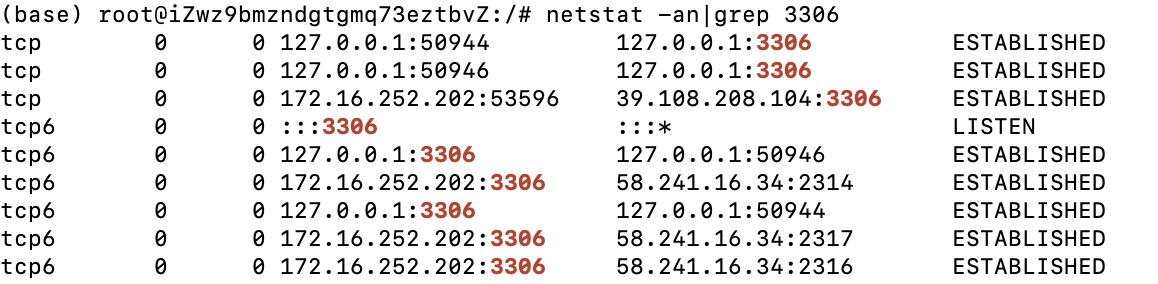 (base) root@iZwz9bmzndgtgmq73eztbvZ:/# netstat -an|grep 3306
tcp 0 0 127.0.0.1:50944 127.0.0.1:3306 ESTABLISHED
tcp 0 0 127.0.0.1:50946 127.0.0.1:3306 ESTABLISHED
tcp 0 0 172.16.252.202:53596 39.108.208.104:3306 ESTABLISHED
tcp6 0 0 :::3306 :::* LISTEN
tcp6 0 0 127.0.0.1:3306 127.0.0.1:50946 ESTABLISHED
tcp6 0 0 172.16.252.202:3306 58.241.16.34:2314 ESTABLISHED
tcp6 0 0 127.0.0.1:3306 127.0.0.1:50944 ESTABLISHED
tcp6 0 0 172.16.252.202:3306 58.241.16.34:2317 ESTABLISHED
tcp6 0 0 172.16.252.202:3306 58.241.16.34:2316 ESTABLISHED